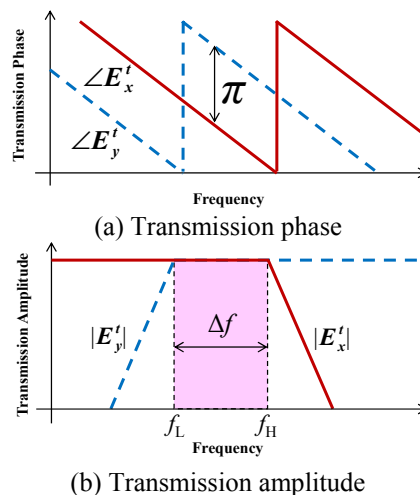 Transmission Phase
∠E_x^t
π
∠E_y^t
Frequency
(a) Transmission phase
Transmission Amplitude
|E_y^t|
Δf
|E_x^t|
f_L
f_H
Frequency
(b) Transmission amplitude